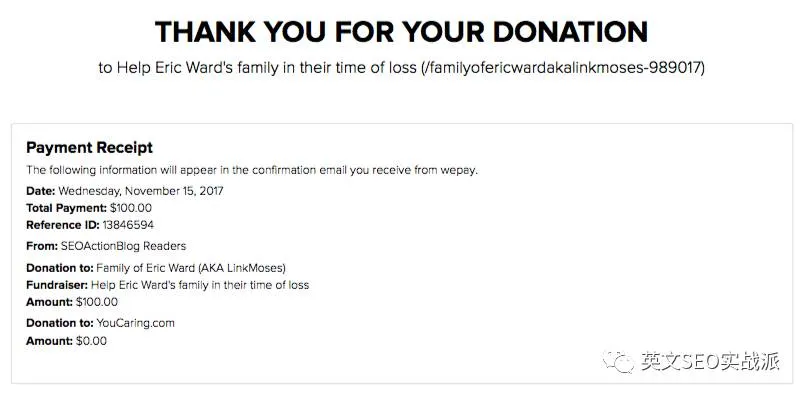 THANK YOU FOR YOUR DONATION
to Help Eric Ward's family in their time of loss (/familyofericwardakalinkmoses-989017)
Payment Receipt
The following information will appear in the confirmation email you receive from wepay.
Date: Wednesday, November 15, 2017
Total Payment: $100.00
Reference ID: 13846594
From: SEOActionBlog Readers
Donation to: Family of Eric Ward (AKA LinkMoses)
Fundraiser: Help Eric Ward's family in their time of loss
Amount: $100.00
Donation to: YouCaring.com
Amount: $0.00
英文SEO实战派